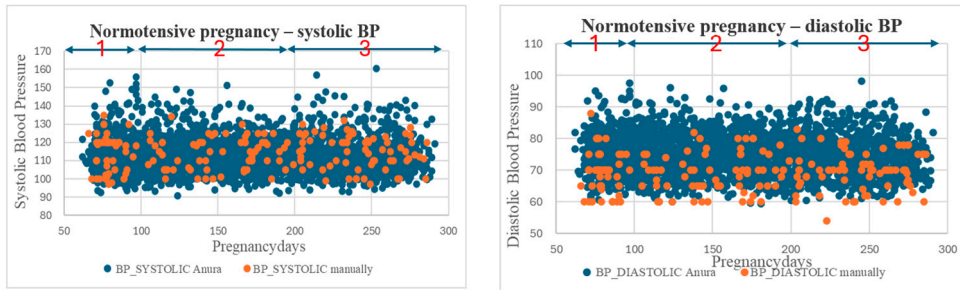 Normotensive pregnancy – systolic BP
1 2 3
Systolic Blood Pressure
170
160
150
140
130
120
110
100
90
80
50 100 150 200 250 300
Pregnancydays
BP_SYSTOLIC Anura BP_SYSTOLIC manually
Normotensive pregnancy – diastolic BP
1 2 3
Diastolic Blood Pressure
110
100
90
80
70
60
50
50 100 150 200 250 300
Pregnancydays
BP_DIASTOLIC Anura BP_DIASTOLIC manually